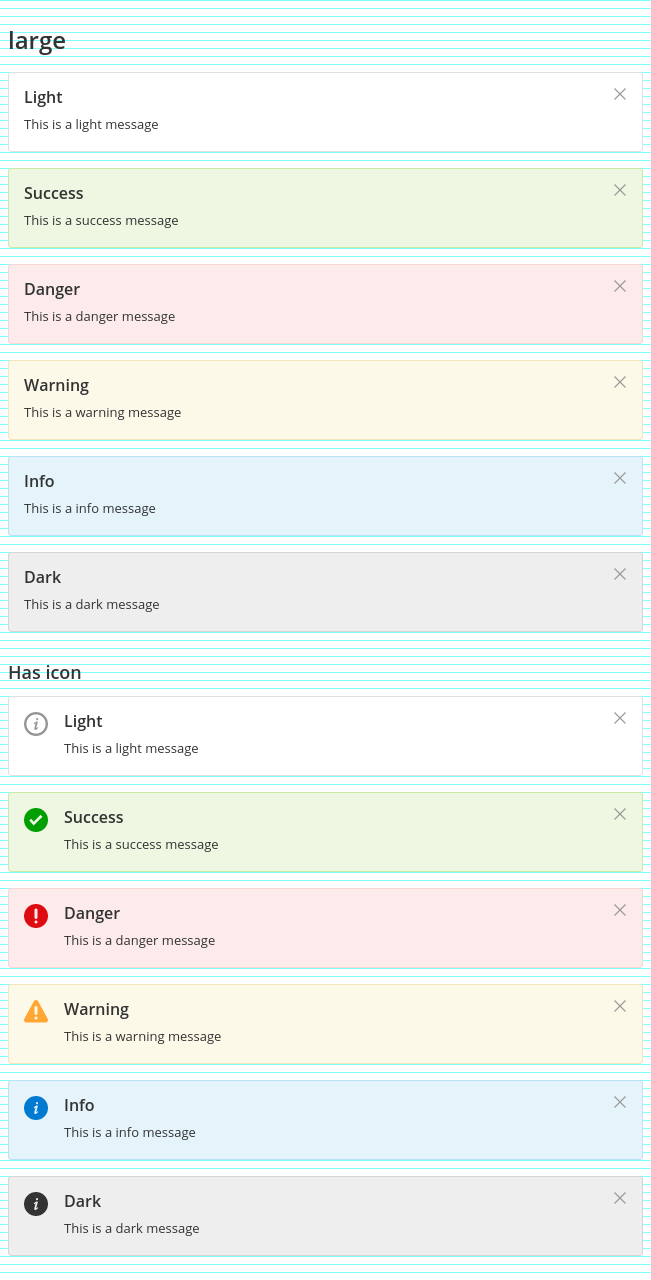 large
Light
This is a light message
Success
This is a success message
Danger
This is a danger message
Warning
This is a warning message
Info
This is a info message
Dark
This is a dark message
Has icon
Light
This is a light message
Success
This is a success message
Danger
This is a danger message
Warning
This is a warning message
Info
This is a info message
Dark
This is a dark message